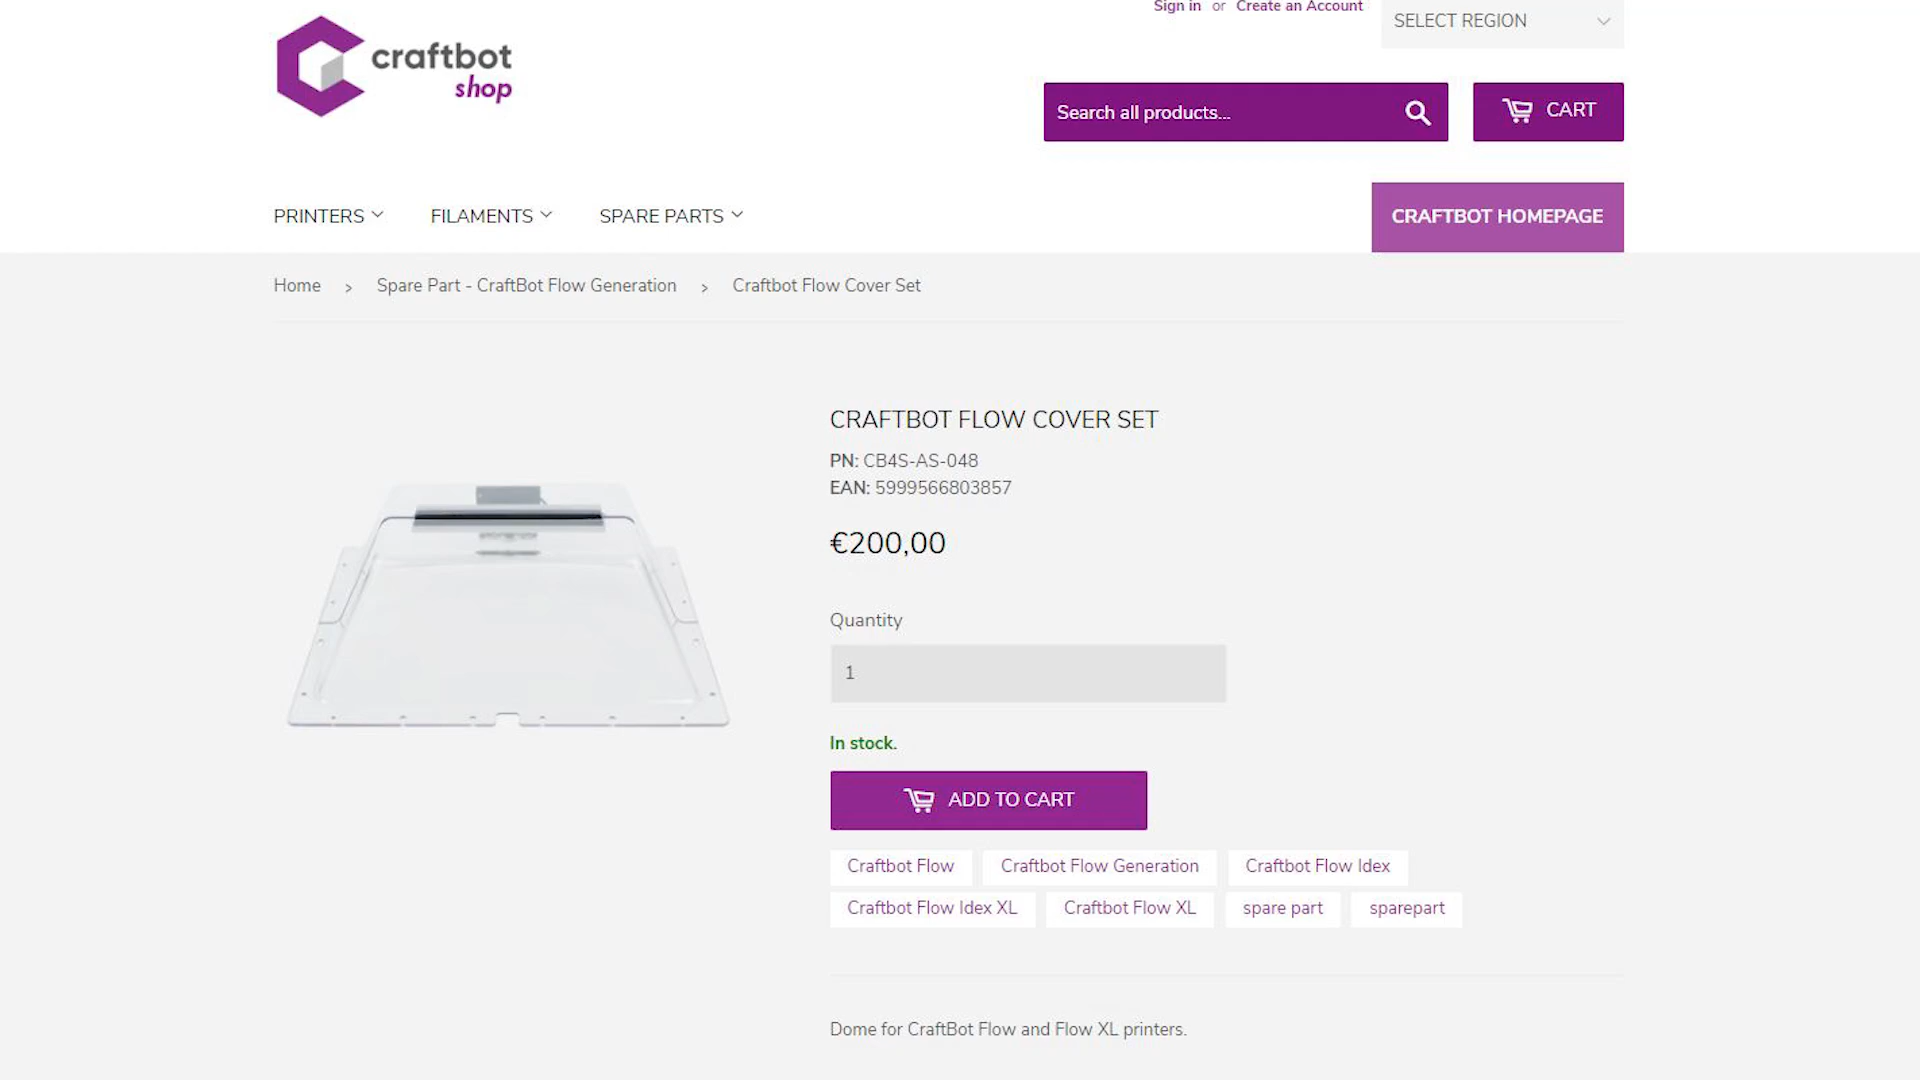 Sign in or Create an Account
SELECT REGION
craftbot
shop
Search all products...
CART
PRINTERS
FILAMENTS
SPARE PARTS
CRAFTBOT HOMEPAGE
Home › Spare Part - CraftBot Flow Generation › Craftbot Flow Cover Set
CRAFTBOT FLOW COVER SET
PN: CB4S-AS-048
EAN: 5999566803857
€200,00
Quantity
1
In stock.
ADD TO CART
Craftbot Flow Craftbot Flow Generation Craftbot Flow Idex
Craftbot Flow Idex XL Craftbot Flow XL spare part sparepart
Dome for CraftBot Flow and Flow XL printers.